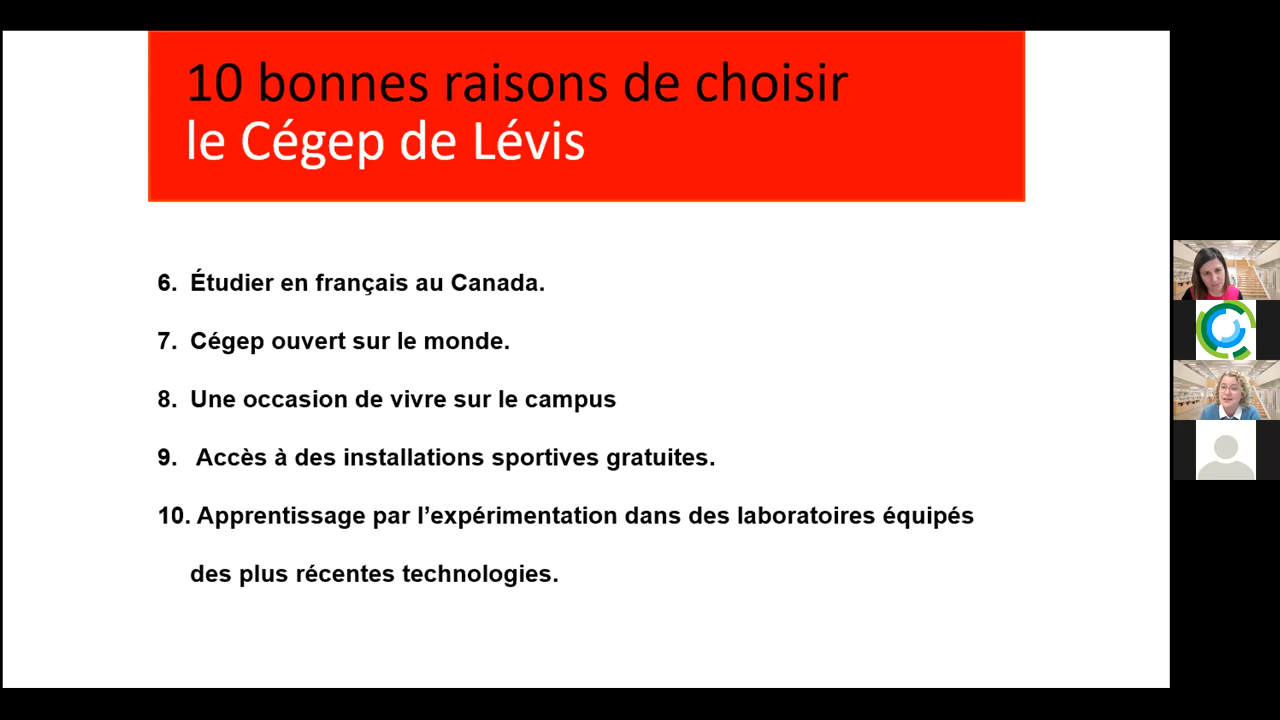 10 bonnes raisons de choisir
le Cégep de Lévis
6. Étudier en français au Canada.
7. Cégep ouvert sur le monde.
8. Une occasion de vivre sur le campus
9. Accès à des installations sportives gratuites.
10. Apprentissage par l’expérimentation dans des laboratoires équipés
des plus récentes technologies.